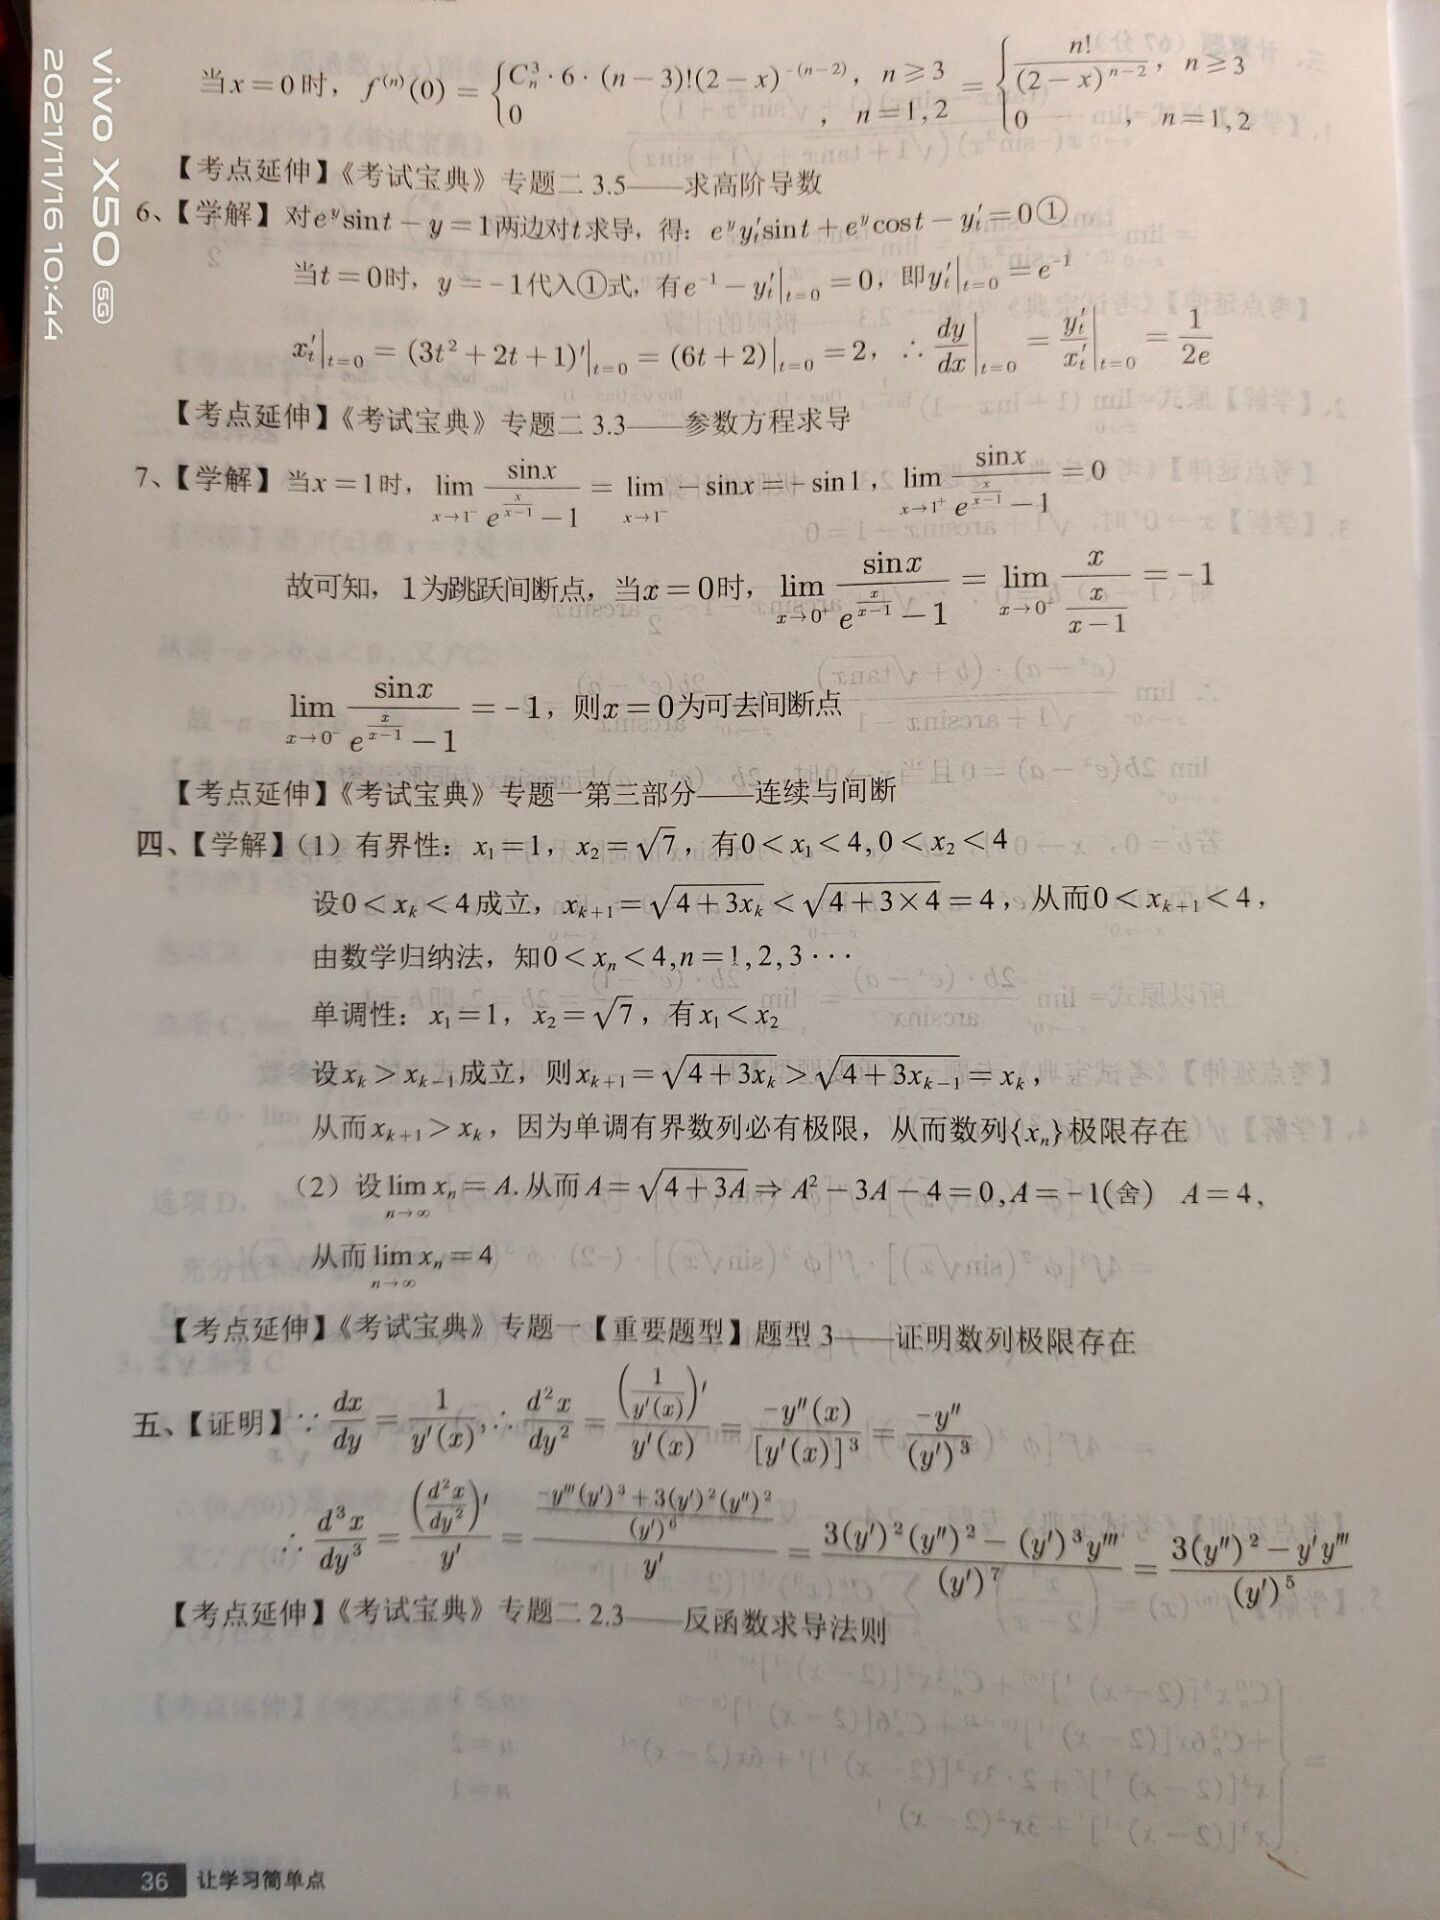 vivo X50 5G
2021/11/16 10:44
当x=0时，f⁽ⁿ⁾(0) = { C_n^3·6·(n-3)!(2-x)^{-(n-2)}，n≥3 ; 0，n=1,2 = { n!/(2-x)^{n-2}，n≥3 ; 0，n=1,2
【考点延伸】《考试宝典》专题二 3.5——求高阶导数
6、【学解】对e^y sint-y=1两边对t求导，得：e^y y_t′ sint+e^y cost-y_t′=0①
当t=0时，y=-1代入①式，有e^{-1}-y_t′|_{t=0}=0，即y_t′|_{t=0}=e^{-1}
x_t′|_{t=0}=(3t²+2t+1)′|_{t=0}=(6t+2)|_{t=0}=2，∴dy/dx|_{t=0}=y_t′/x_t′|_{t=0}=1/2e
【考点延伸】《考试宝典》专题二 3.3——参数方程求导
7、【学解】当x=1时，lim_{x→1⁻} sinx/(e^{x/(x-1)}-1)=lim_{x→1⁻} -sinx=-sin1，lim_{x→1⁺} sinx/(e^{x/(x-1)}-1)=0
故可知，1为跳跃间断点，当x=0时，lim_{x→0⁺} sinx/(e^{x/(x-1)}-1)=lim_{x→0⁺} x/(x/(x-1))=-1
lim_{x→0⁻} sinx/(e^{x/(x-1)}-1)=-1，则x=0为可去间断点
【考点延伸】《考试宝典》专题一第三部分——连续与间断
四、【学解】（1）有界性：x₁=1，x₂=√7，有0<x₁<4,0<x₂<4
设0<x_k<4成立，x_{k+1}=√(4+3x_k)<√(4+3×4)=4，从而0<x_{k+1}<4，
由数学归纳法，知0<x_n<4,n=1,2,3···
单调性：x₁=1，x₂=√7，有x₁<x₂
设x_k>x_{k-1}成立，则x_{k+1}=√(4+3x_k)>√(4+3x_{k-1})=x_k，
从而x_{k+1}>x_k，因为单调有界数列必有极限，从而数列{x_n}极限存在
（2）设lim_{n→∞} x_n=A.从而A=√(4+3A)⇒A²-3A-4=0,A=-1(舍) A=4，
从而lim_{n→∞} x_n=4
【考点延伸】《考试宝典》专题一【重要题型】题型3——证明数列极限存在
五、【证明】∵dx/dy=1/y′(x)，∴d²x/dy²=(1/y′(x))′/y′(x)=-y″(x)/[y′(x)]³=-y″/(y′)³
∴d³x/dy³=(d²x/dy²)′/y′=((-y‴(y′)³+3(y′)²(y″)²)/(y′)⁶)/y′=(3(y′)²(y″)²-(y′)³y‴)/(y′)⁷=(3(y″)²-y′y‴)/(y′)⁵
【考点延伸】《考试宝典》专题二 2.3——反函数求导法则
36 让学习简单点